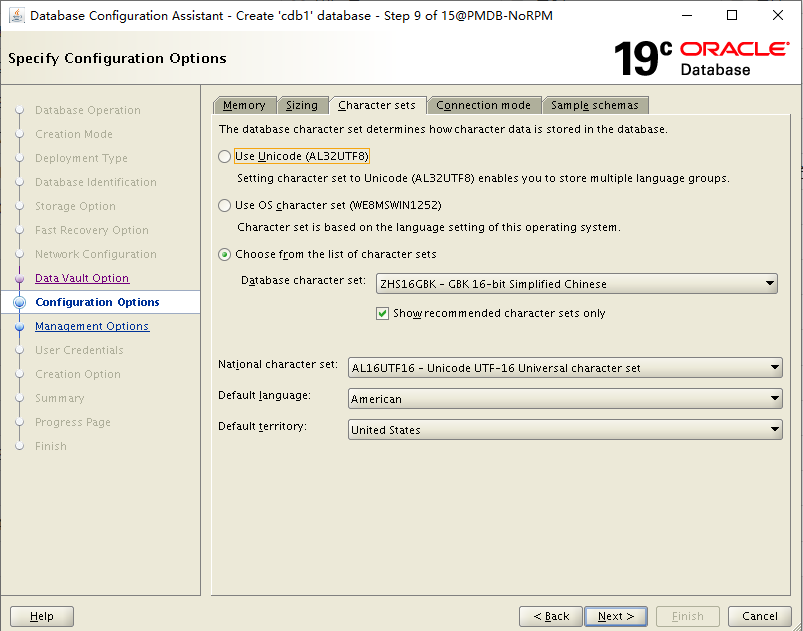 Database Configuration Assistant - Create 'cdb1' database - Step 9 of 15@PMDB-NoRPM
Specify Configuration Options
19c ORACLE
Database
Database Operation
Creation Mode
Deployment Type
Database Identification
Storage Option
Fast Recovery Option
Network Configuration
Data Vault Option
Configuration Options
Management Options
User Credentials
Creation Option
Summary
Progress Page
Finish
Memory Sizing Character sets Connection mode Sample schemas
The database character set determines how character data is stored in the database.
Use Unicode (AL32UTF8)
Setting character set to Unicode (AL32UTF8) enables you to store multiple language groups.
Use OS character set (WE8MSWIN1252)
Character set is based on the language setting of this operating system.
Choose from the list of character sets
Database character set: ZHS16GBK - GBK 16-bit Simplified Chinese
Show recommended character sets only
National character set: AL16UTF16 - Unicode UTF-16 Universal character set
Default language: American
Default territory: United States
Help < Back Next > Finish Cancel